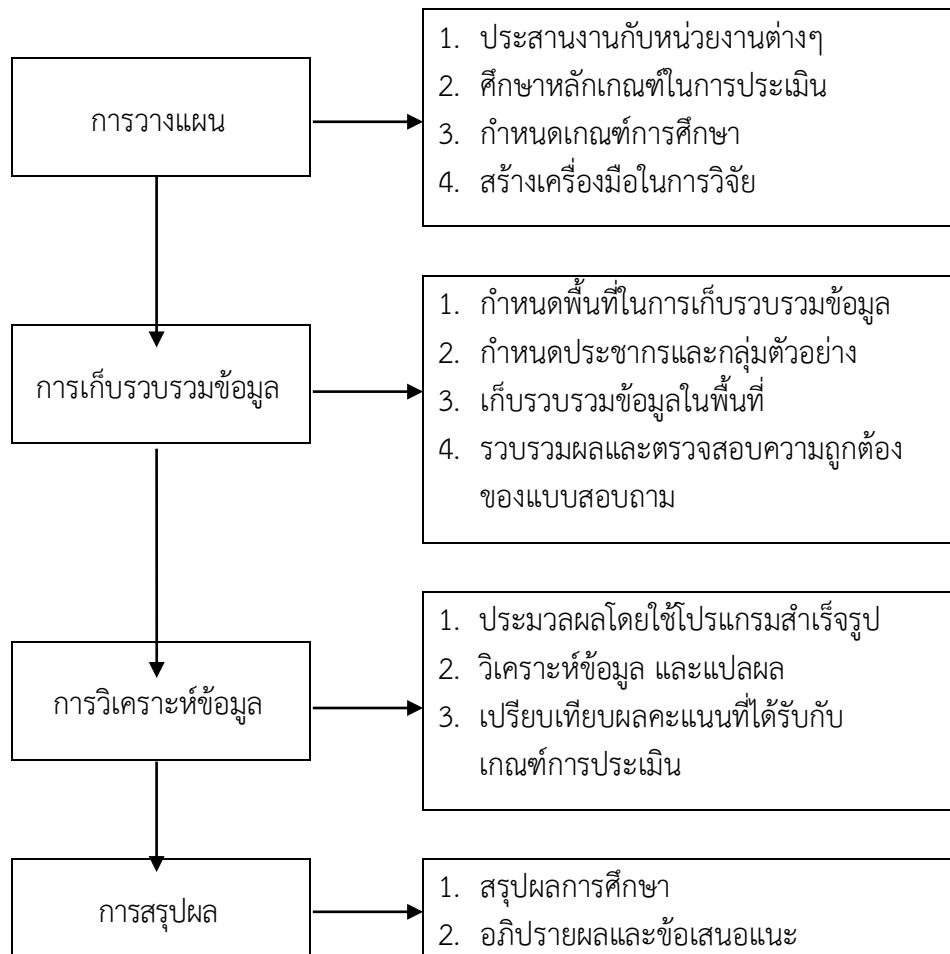 การวางแผน
1. ประสานงานกับหน่วยงานต่างๆ
2. ศึกษาหลักเกณฑ์ในการประเมิน
3. กำหนดเกณฑ์การศึกษา
4. สร้างเครื่องมือในการวิจัย
การเก็บรวบรวมข้อมูล
1. กำหนดพื้นที่ในการเก็บรวบรวมข้อมูล
2. กำหนดประชากรและกลุ่มตัวอย่าง
3. เก็บรวบรวมข้อมูลในพื้นที่
4. รวบรวมผลและตรวจสอบความถูกต้อง
ของแบบสอบถาม
การวิเคราะห์ข้อมูล
1. ประมวลผลโดยใช้โปรแกรมสำเร็จรูป
2. วิเคราะห์ข้อมูล และแปลผล
3. เปรียบเทียบผลคะแนนที่ได้รับกับ
เกณฑ์การประเมิน
การสรุปผล
1. สรุปผลการศึกษา
2. อภิปรายผลและข้อเสนอแนะ